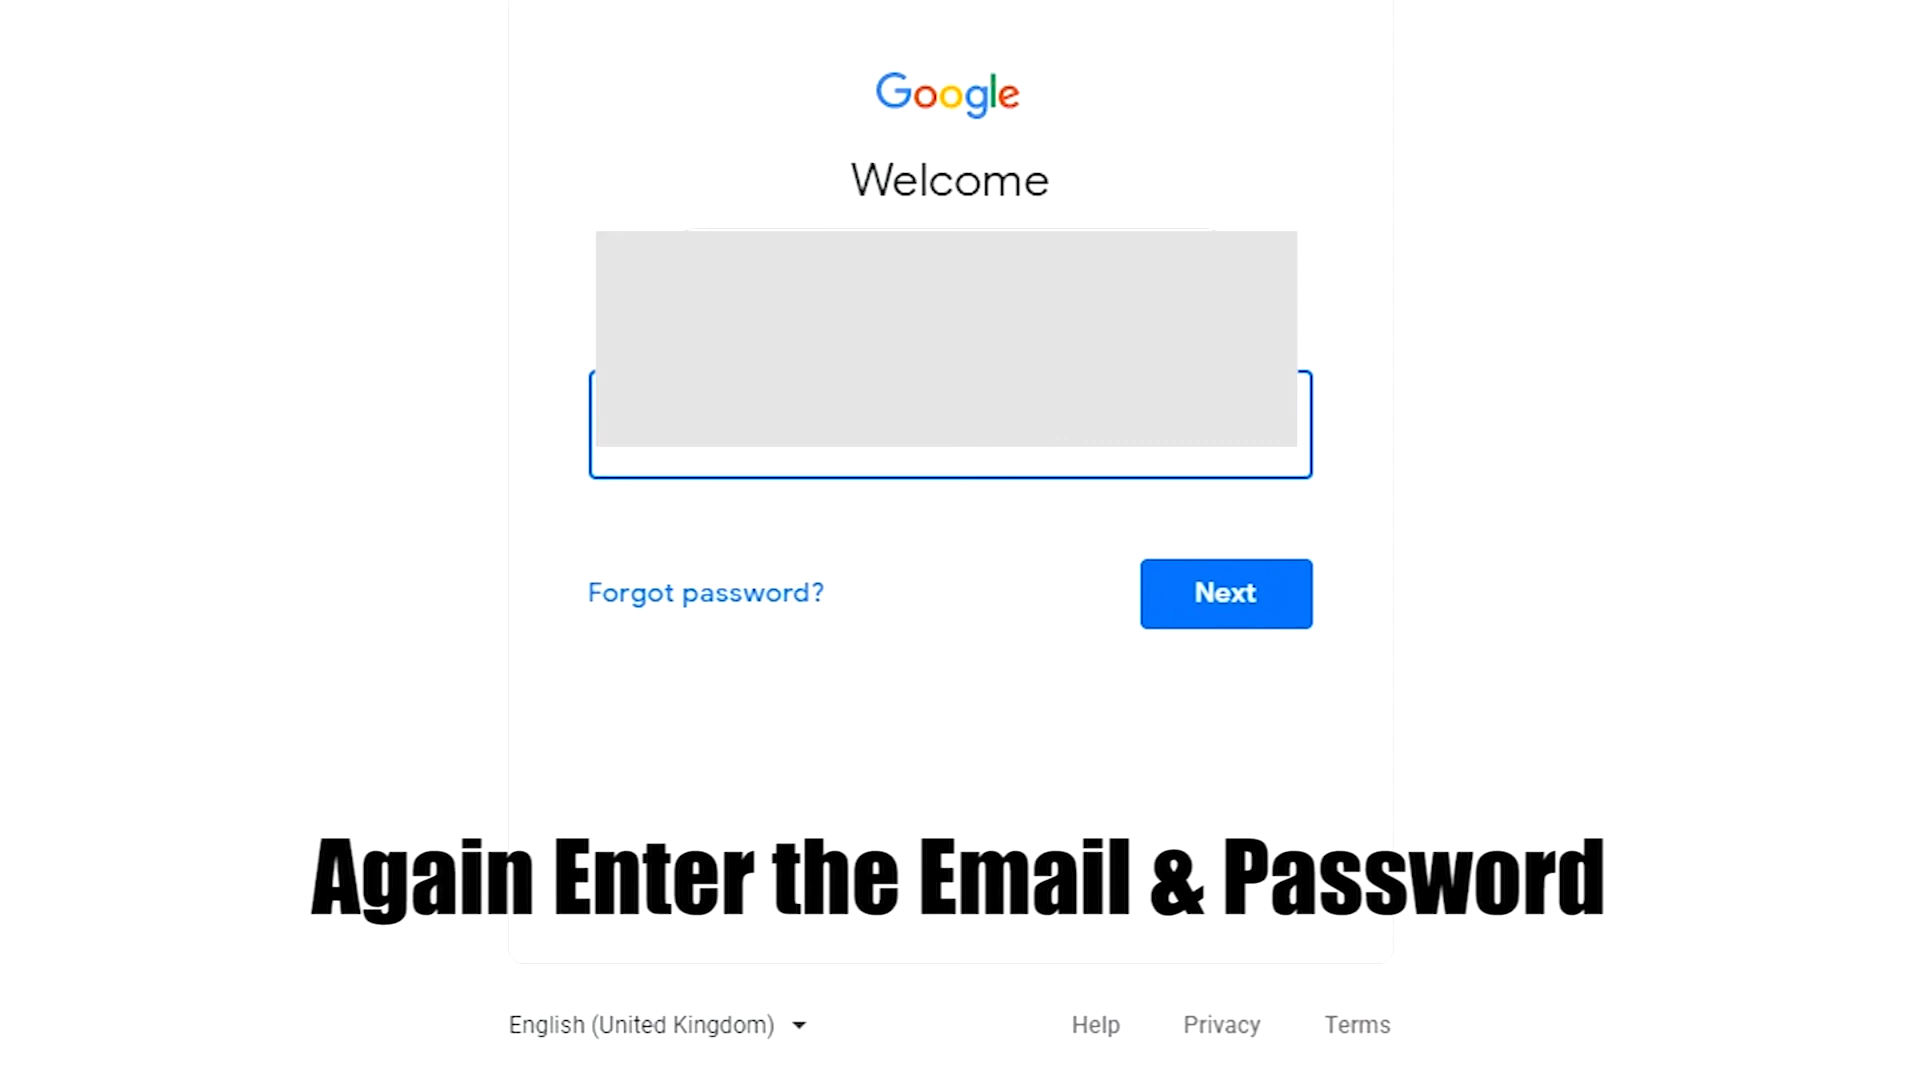 Google
Welcome
Forgot password?
Next
Again Enter the Email & Password
English (United Kingdom)
Help Privacy Terms